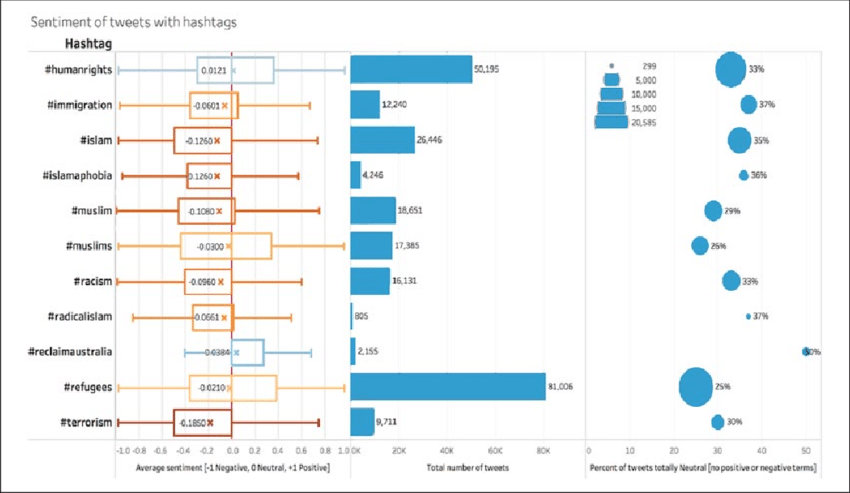 Sentiment of tweets with hashtags
Hashtag
#humanrights 0.0121 50,195 33%
#immigration -0.0601 12,240 37%
#islam -0.1260 26,446 35%
#islamaphobia 0.1260 4,246 36%
#muslim -0.1080 18,651 29%
#muslims -0.0300 17,385 26%
#racism -0.0960 16,131 33%
#radicalislam 0.0661 805 37%
#reclaimaustralia 0.0384 2,155 50%
#refugees -0.0210 81,006 25%
#terrorism -0.1850 9,711 30%
299
5,000
10,000
15,000
20,585
-1.0 -0.8 -0.6 -0.4 -0.2 0.0 0.2 0.4 0.6 0.8 1.0 0K 20K 40K 60K 80K 0 10 20 30 40 50
Average sentiment [-1 Negative, 0 Neutral, +1 Positive] Total number of tweets Percent of tweets totally Neutral [no positive or negative terms]